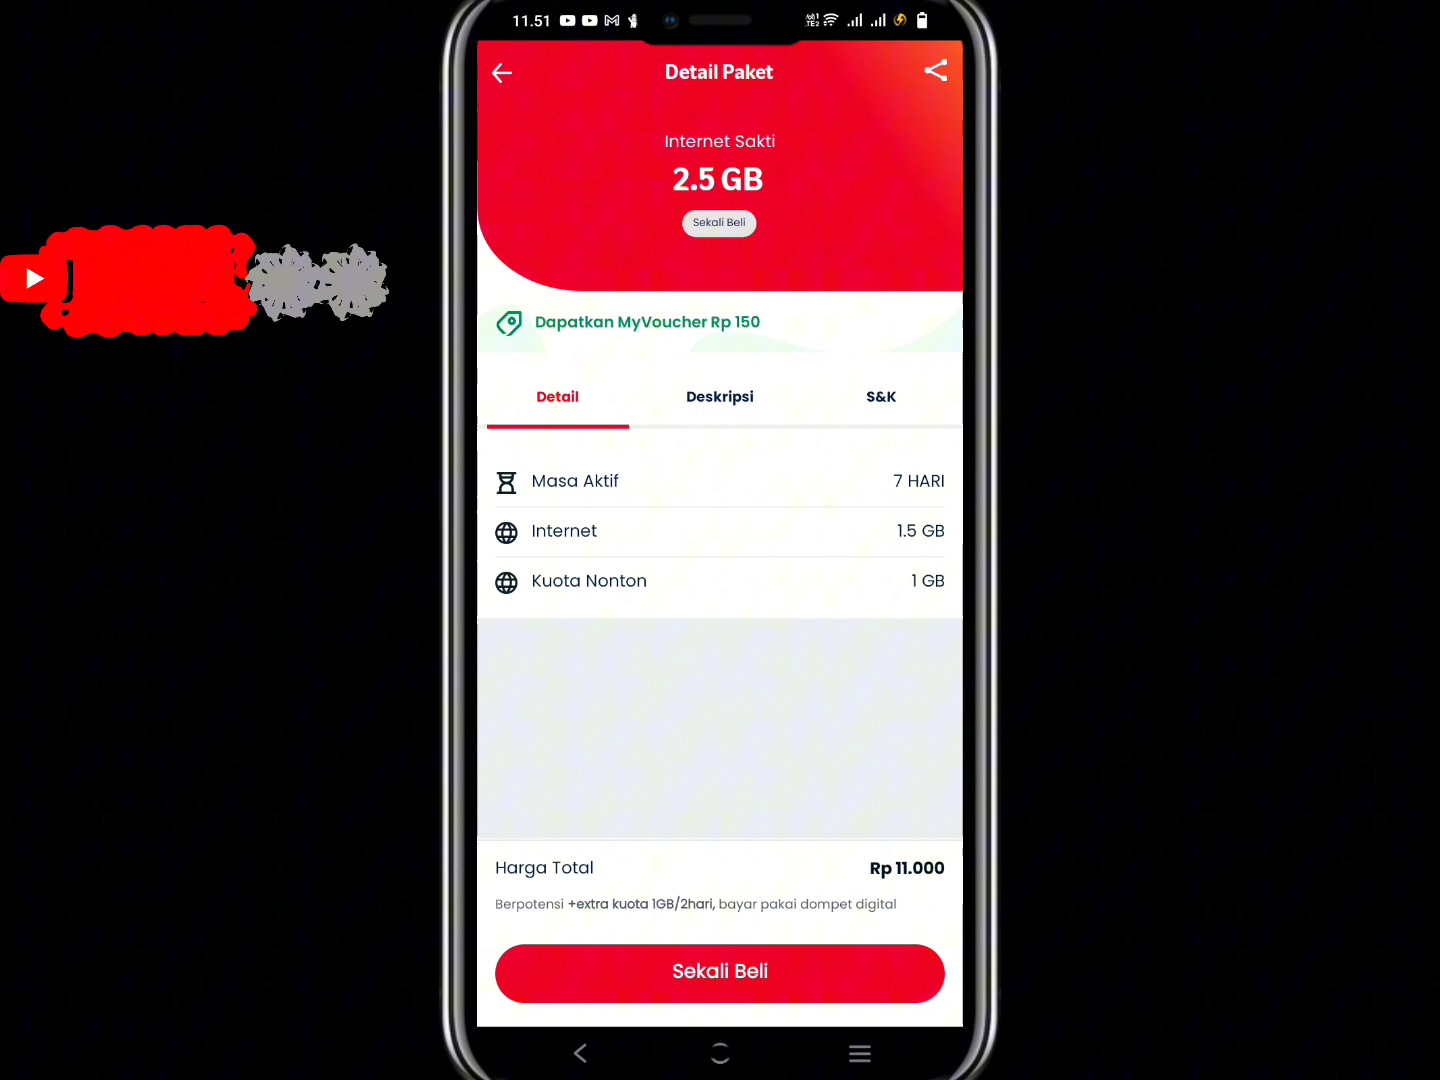 11.51
Detail Paket
Internet Sakti
2.5 GB
Sekali Beli
Dapatkan MyVoucher Rp 150
Detail Deskripsi S&K
Masa Aktif 7 HARI
Internet 1.5 GB
Kuota Nonton 1 GB
Harga Total Rp 11.000
Berpotensi +extra kuota 1GB/2hari, bayar pakai dompet digital
Sekali Beli